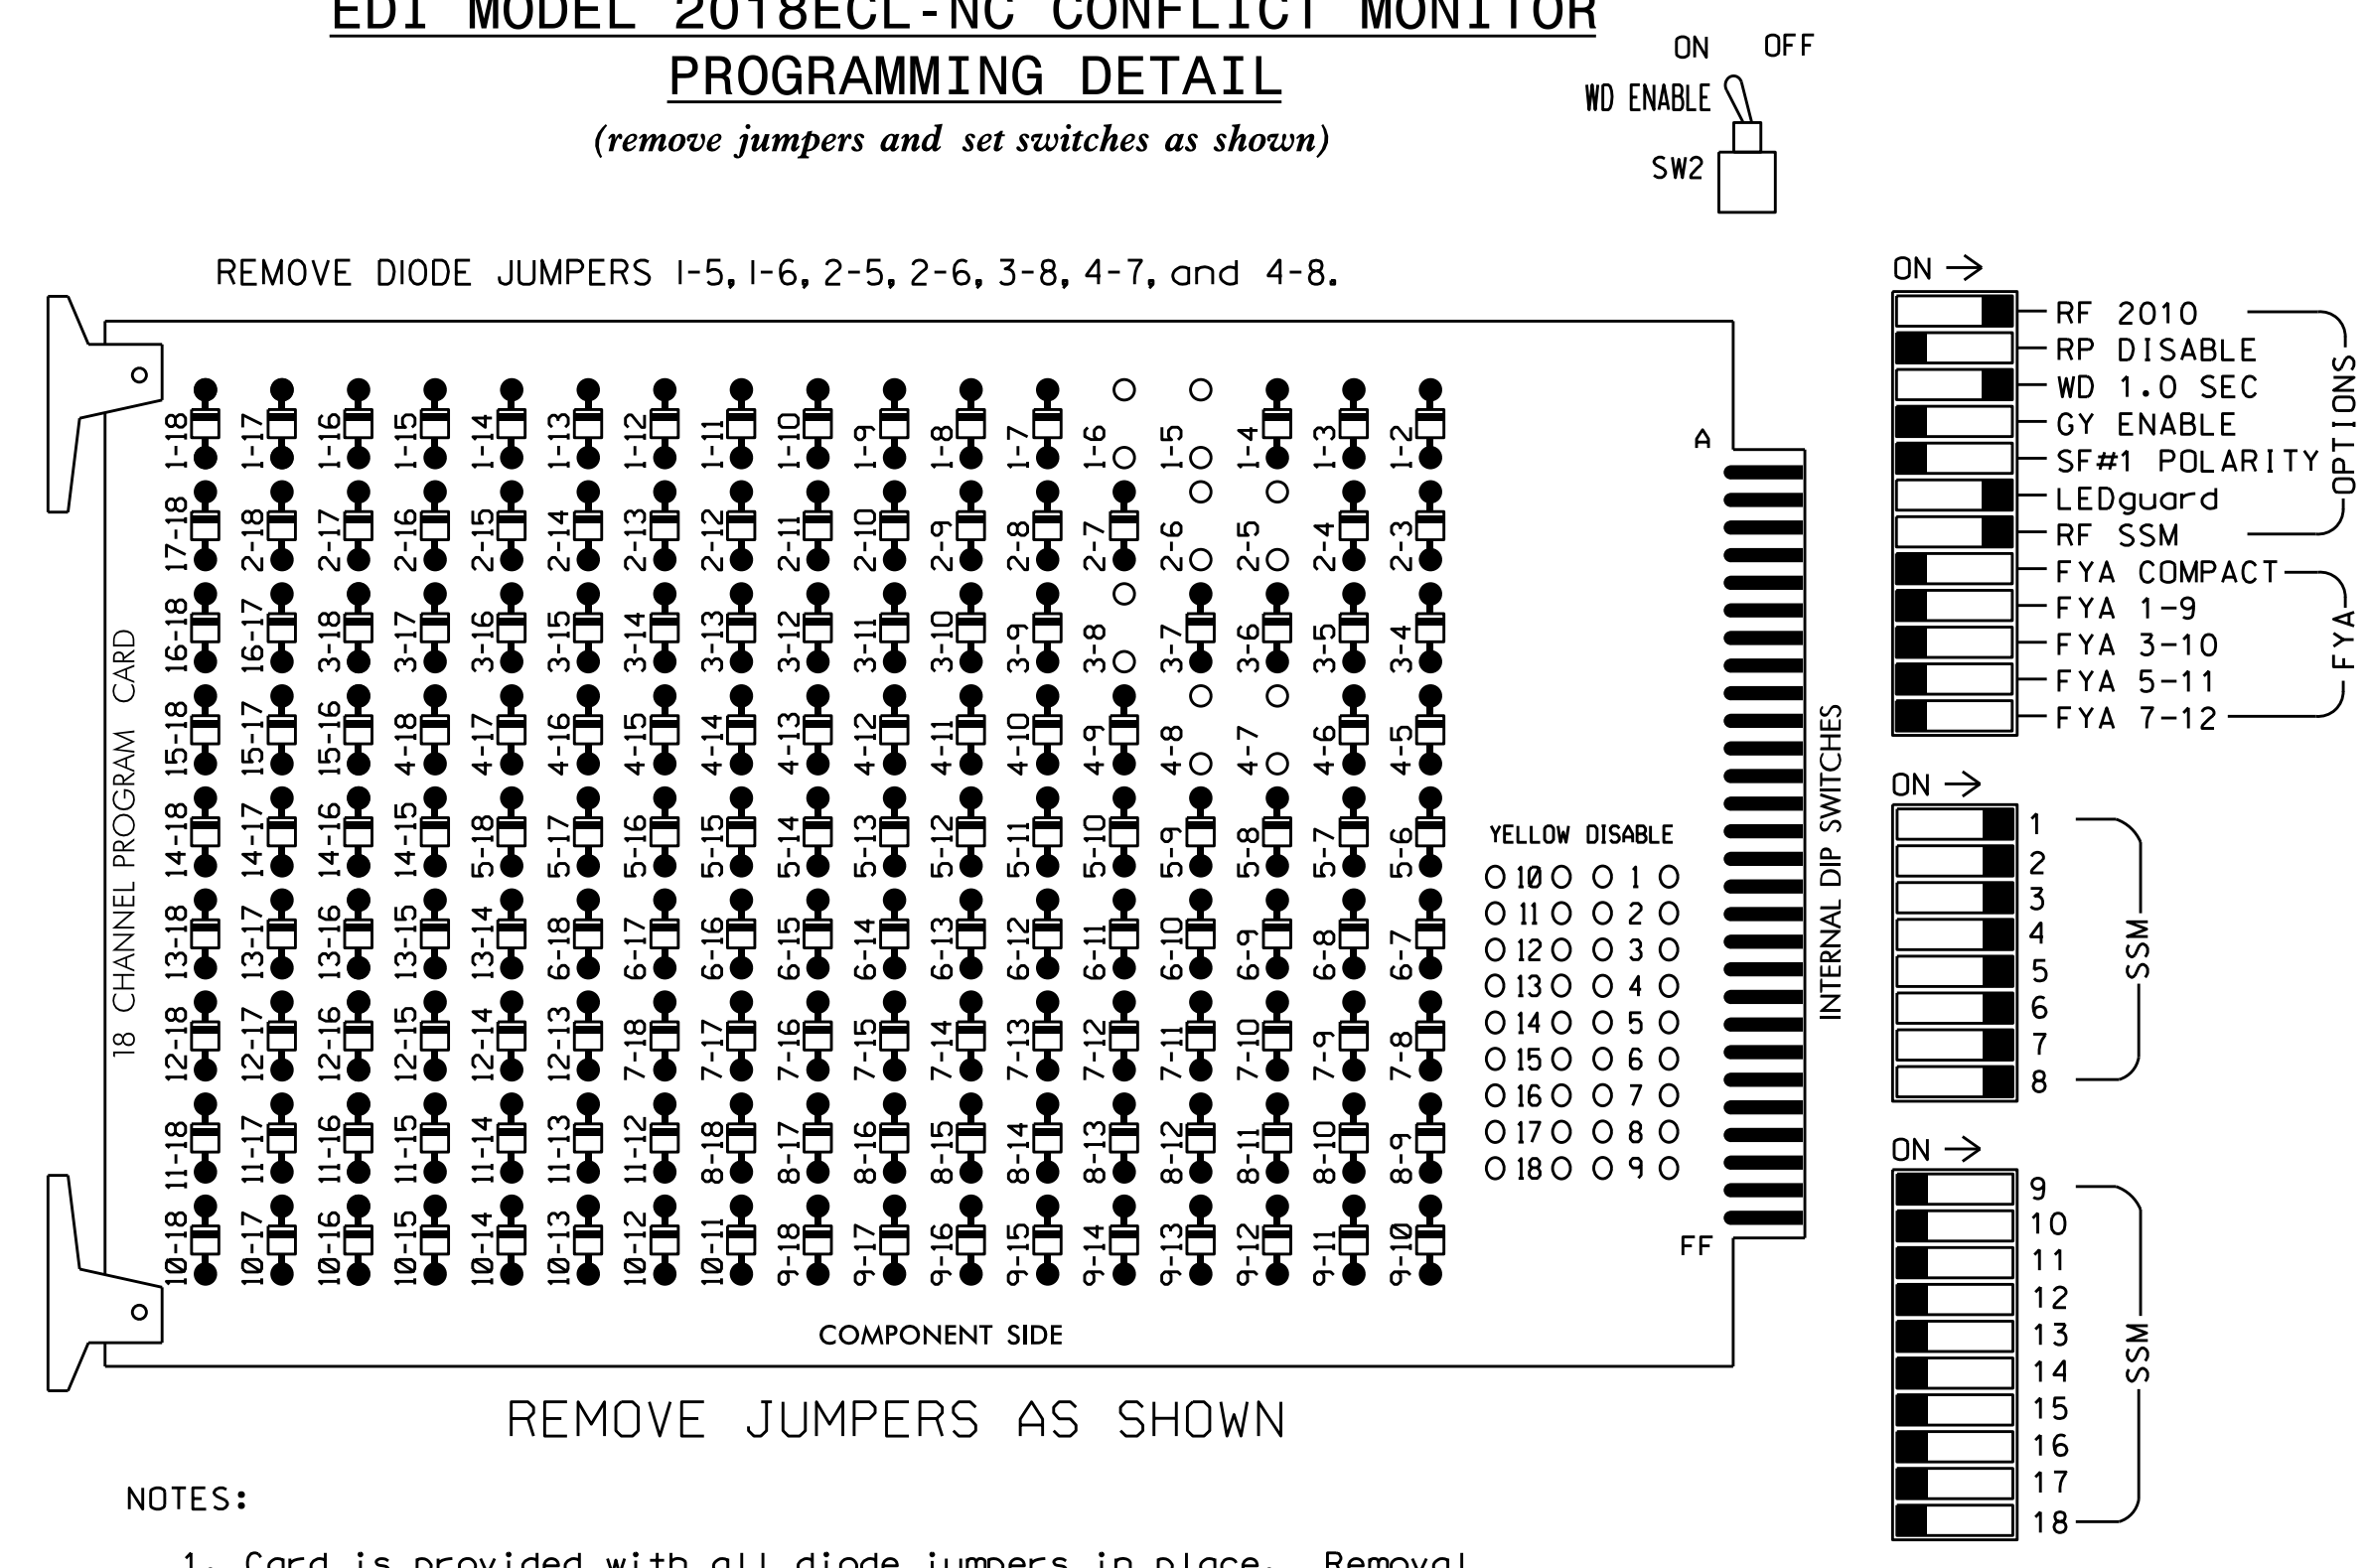 EDI MODEL 2018ECL-NC CONFLICT MONITOR
PROGRAMMING DETAIL
(remove jumpers and set switches as shown)
ON OFF
WD ENABLE
SW2
REMOVE DIODE JUMPERS 1-5, 1-6, 2-5, 2-6, 3-8, 4-7, and 4-8.
18 CHANNEL PROGRAM CARD
1-18 1-17 1-16 1-15 1-14 1-13 1-12 1-11 1-10 1-9 1-8 1-7 1-6 1-5 1-4 1-3 1-2
17-18 2-18 2-17 2-16 2-15 2-14 2-13 2-12 2-11 2-10 2-9 2-8 2-7 2-6 2-5 2-4 2-3
16-18 16-17 3-18 3-17 3-16 3-15 3-14 3-13 3-12 3-11 3-10 3-9 3-8 3-7 3-6 3-5 3-4
15-18 15-17 15-16 4-18 4-17 4-16 4-15 4-14 4-13 4-12 4-11 4-10 4-9 4-8 4-7 4-6 4-5
14-18 14-17 14-16 14-15 5-18 5-17 5-16 5-15 5-14 5-13 5-12 5-11 5-10 5-9 5-8 5-7 5-6
13-18 13-17 13-16 13-15 13-14 6-18 6-17 6-16 6-15 6-14 6-13 6-12 6-11 6-10 6-9 6-8 6-7
12-18 12-17 12-16 12-15 12-14 12-13 7-18 7-17 7-16 7-15 7-14 7-13 7-12 7-11 7-10 7-9 7-8
11-18 11-17 11-16 11-15 11-14 11-13 11-12 8-18 8-17 8-16 8-15 8-14 8-13 8-12 8-11 8-10 8-9
10-18 10-17 10-16 10-15 10-14 10-13 10-12 10-11 9-18 9-17 9-16 9-15 9-14 9-13 9-12 9-11 9-10
A
YELLOW DISABLE
10 1
11 2
12 3
13 4
14 5
15 6
16 7
17 8
18 9
FF
COMPONENT SIDE
INTERNAL DIP SWITCHES
ON
RF 2010
RP DISABLE
WD 1.0 SEC
GY ENABLE
SF#1 POLARITY
LEDguard
RF SSM
OPTIONS
FYA COMPACT
FYA 1-9
FYA 3-10
FYA 5-11
FYA 7-12
FYA
ON
1
2
3
4
5
6
7
8
SSM
ON
9
10
11
12
13
14
15
16
17
18
SSM
REMOVE JUMPERS AS SHOWN
NOTES:
1. Card is provided with all diode jumpers in place. Removal